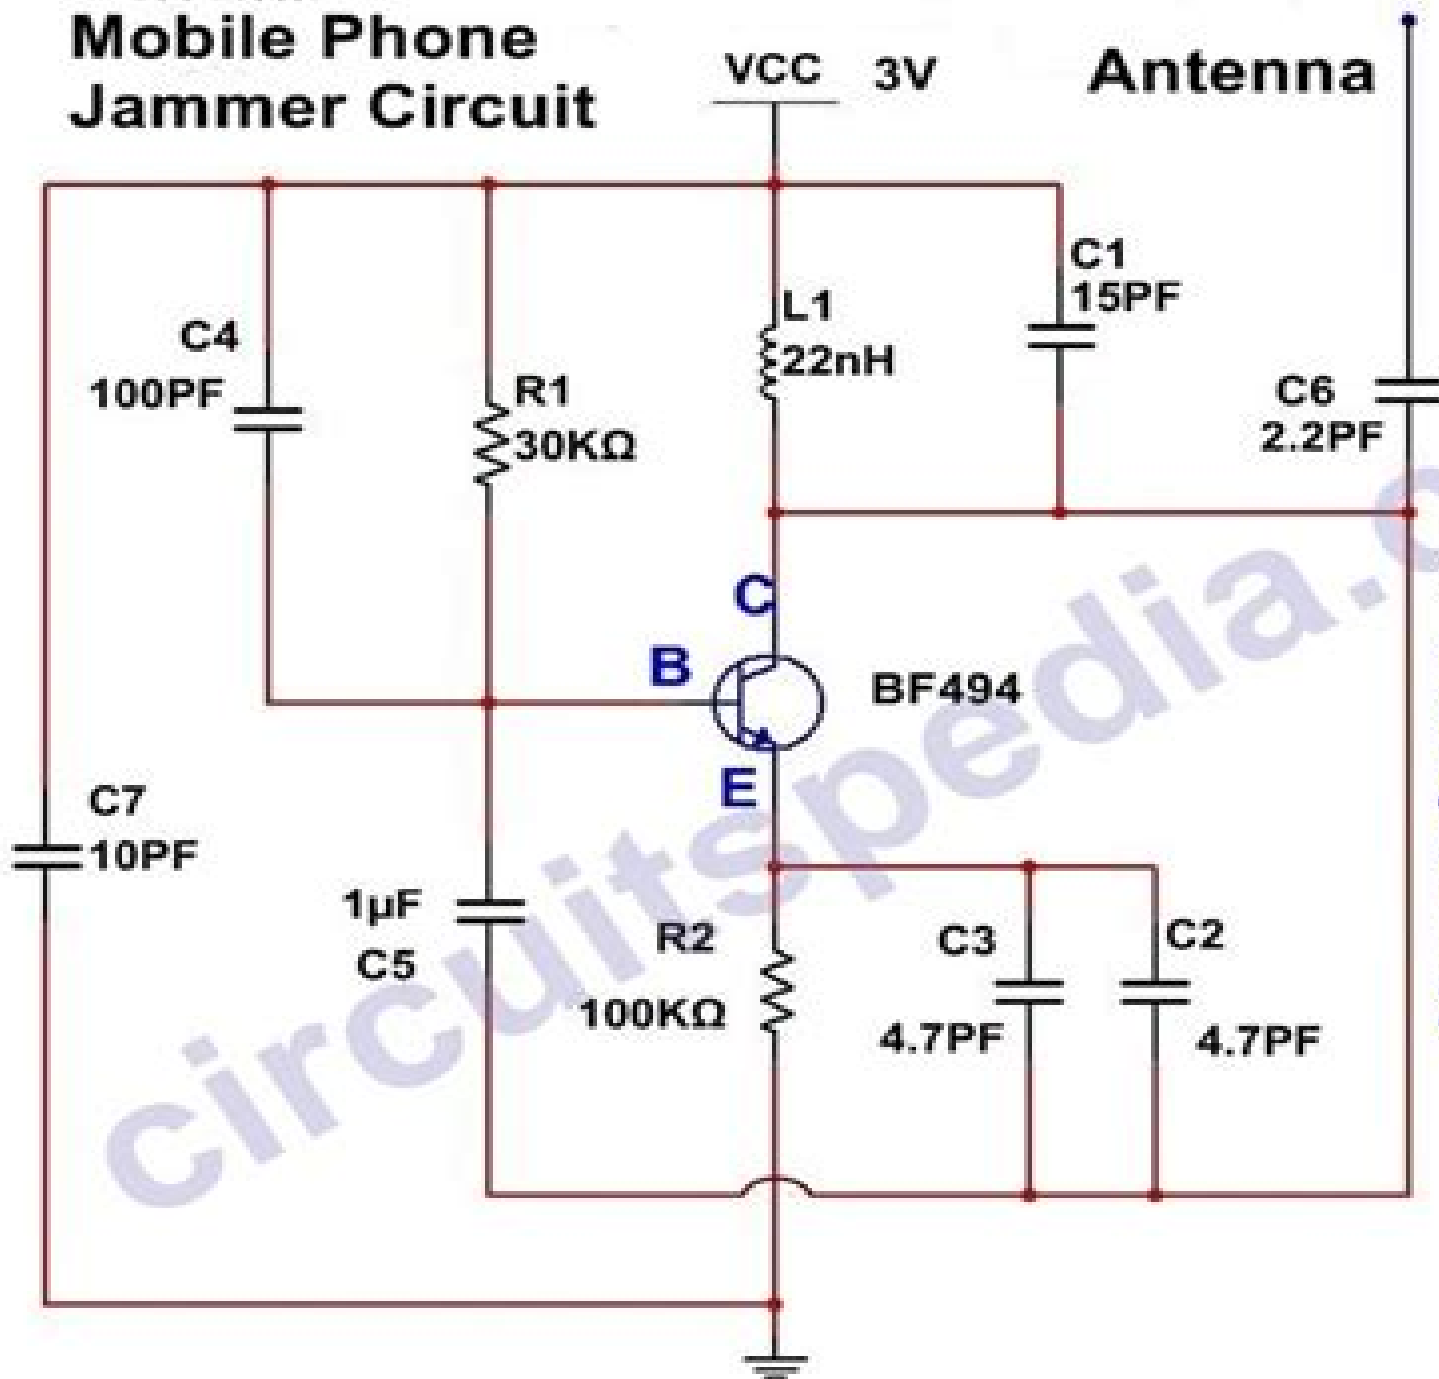 Mobile Phone
Jammer Circuit
VCC 3V
Antenna
C1
15PF
L1
22nH
C4
100PF
R1
30KΩ
C6
2.2PF
C
B
BF494
E
C7
10PF
1µF
C5
R2
100KΩ
C3
4.7PF
C2
4.7PF
circuitspedia.c